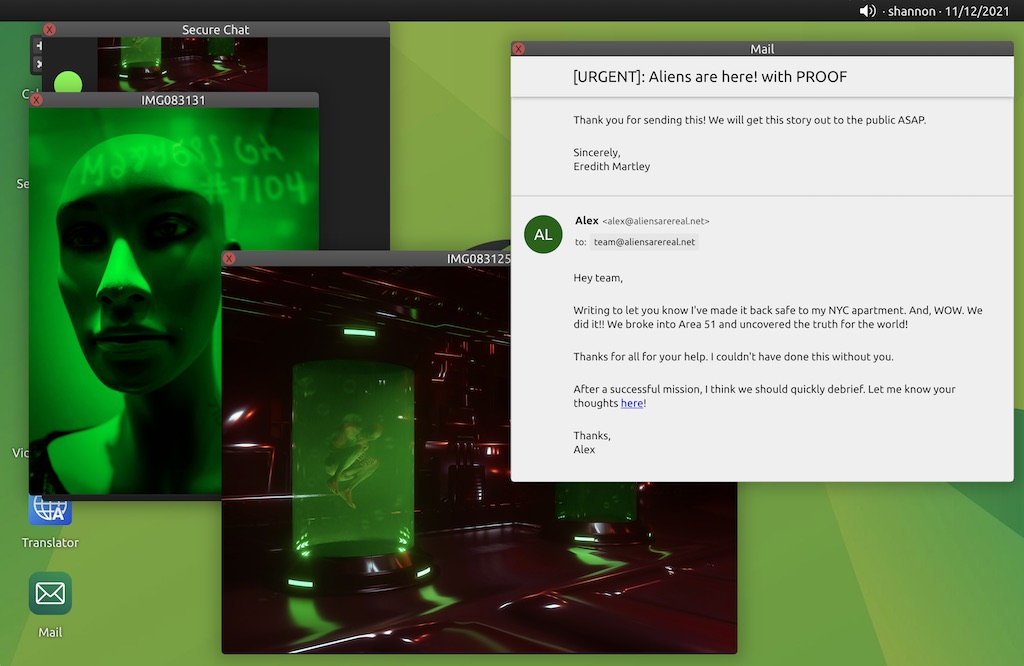 shannon · 11/12/2021
Secure Chat
IMG083131
#7104
IMG083125
Translator
Mail
Mail
[URGENT]: Aliens are here! with PROOF
Thank you for sending this! We will get this story out to the public ASAP.
Sincerely,
Eredith Martley
AL
Alex <alex@aliensarereal.net>
to: team@aliensarereal.net
Hey team,
Writing to let you know I've made it back safe to my NYC apartment. And, WOW. We
did it!! We broke into Area 51 and uncovered the truth for the world!
Thanks for all for your help. I couldn't have done this without you.
After a successful mission, I think we should quickly debrief. Let me know your
thoughts here!
Thanks,
Alex